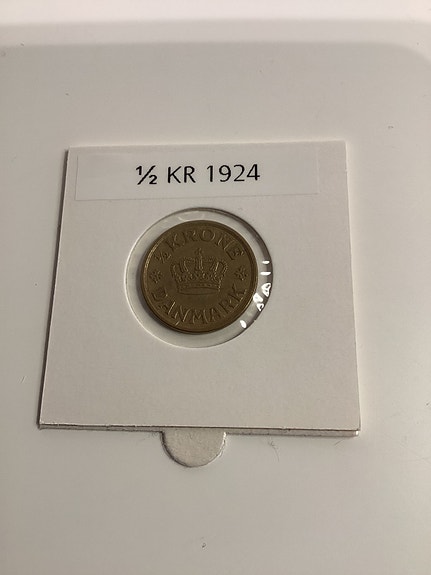 ½ KR 1924
½ KRONE
DANMARK